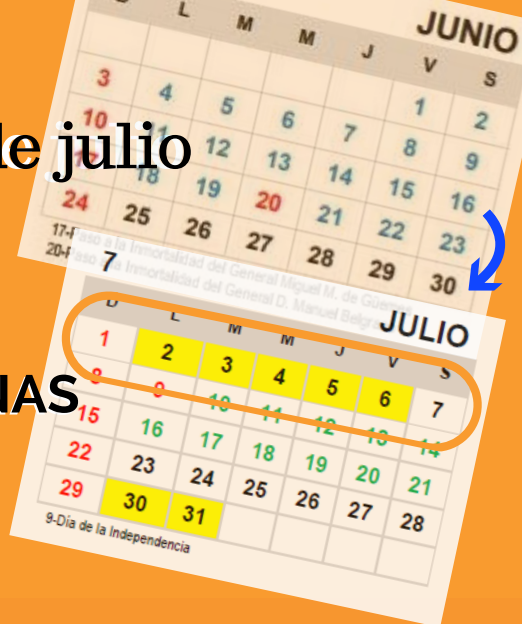 JUNIO
D L M M J V S
1 2
3 4 5 6 7 8 9
10 11 12 13 14 15 16
17 18 19 20 21 22 23
24 25 26 27 28 29 30
de julio
17-Paso a la Inmortalidad del General Miguel M. de Güemes
20-Paso a la Inmortalidad del General D. Manuel Belgrano
7
JULIO
D L M M J V S
1 2 3 4 5 6 7
8 9 10 11 12 13 14
NAS
15 16 17 18 19 20 21
22 23 24 25 26 27 28
29 30 31
9-Día de la Independencia